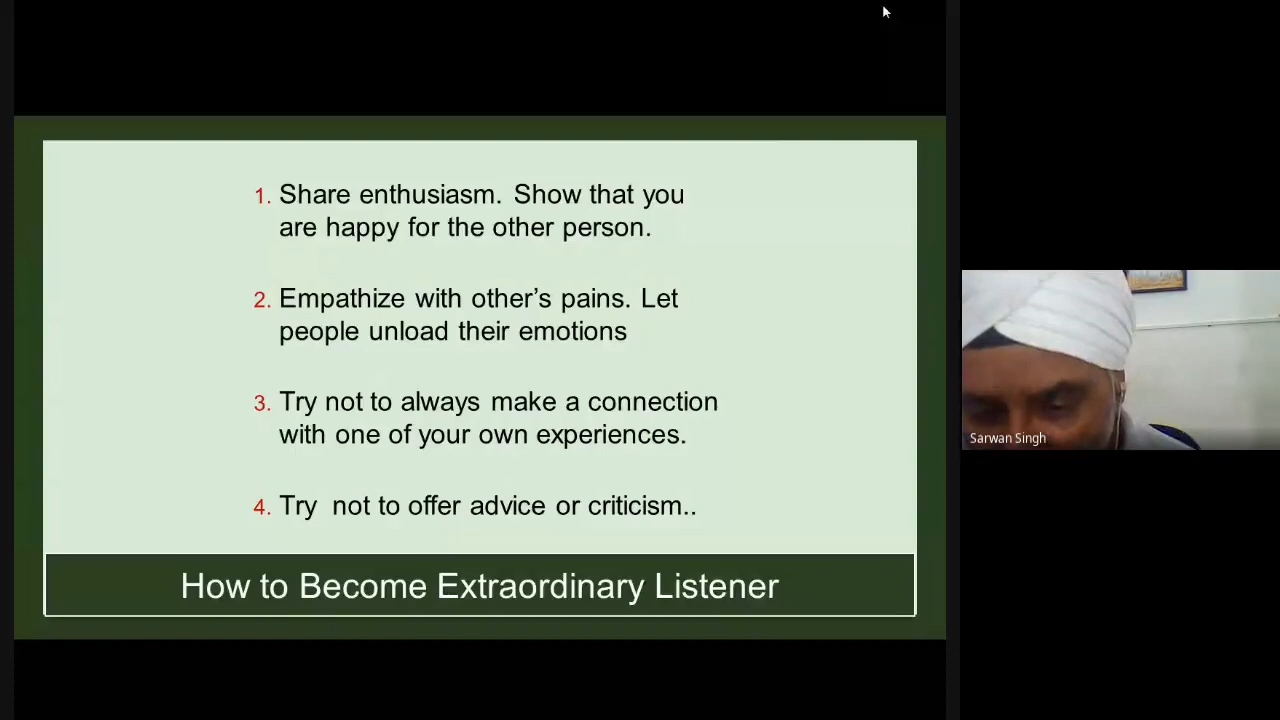 1. Share enthusiasm. Show that you
are happy for the other person.
2. Empathize with other’s pains. Let
people unload their emotions
3. Try not to always make a connection
with one of your own experiences.
4. Try  not to offer advice or criticism..
How to Become Extraordinary Listener
Sarwan Singh